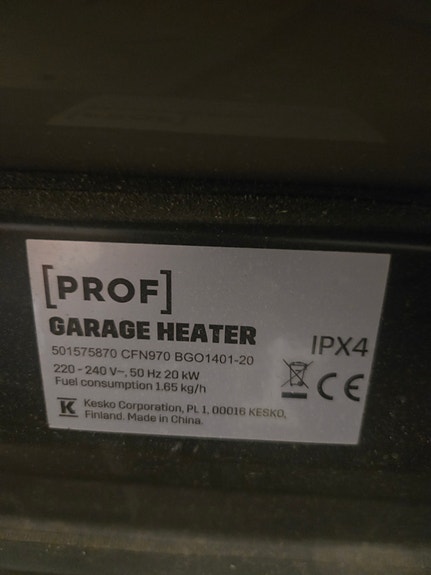 [PROF]
GARAGE HEATER
501575870 CFN970 BGO1401-20
220 - 240 V~, 50 Hz 20 kW
Fuel consumption 1.65 kg/h
IPX4
CE
K Kesko Corporation, PL 1, 00016 KESKO,
Finland. Made in China.